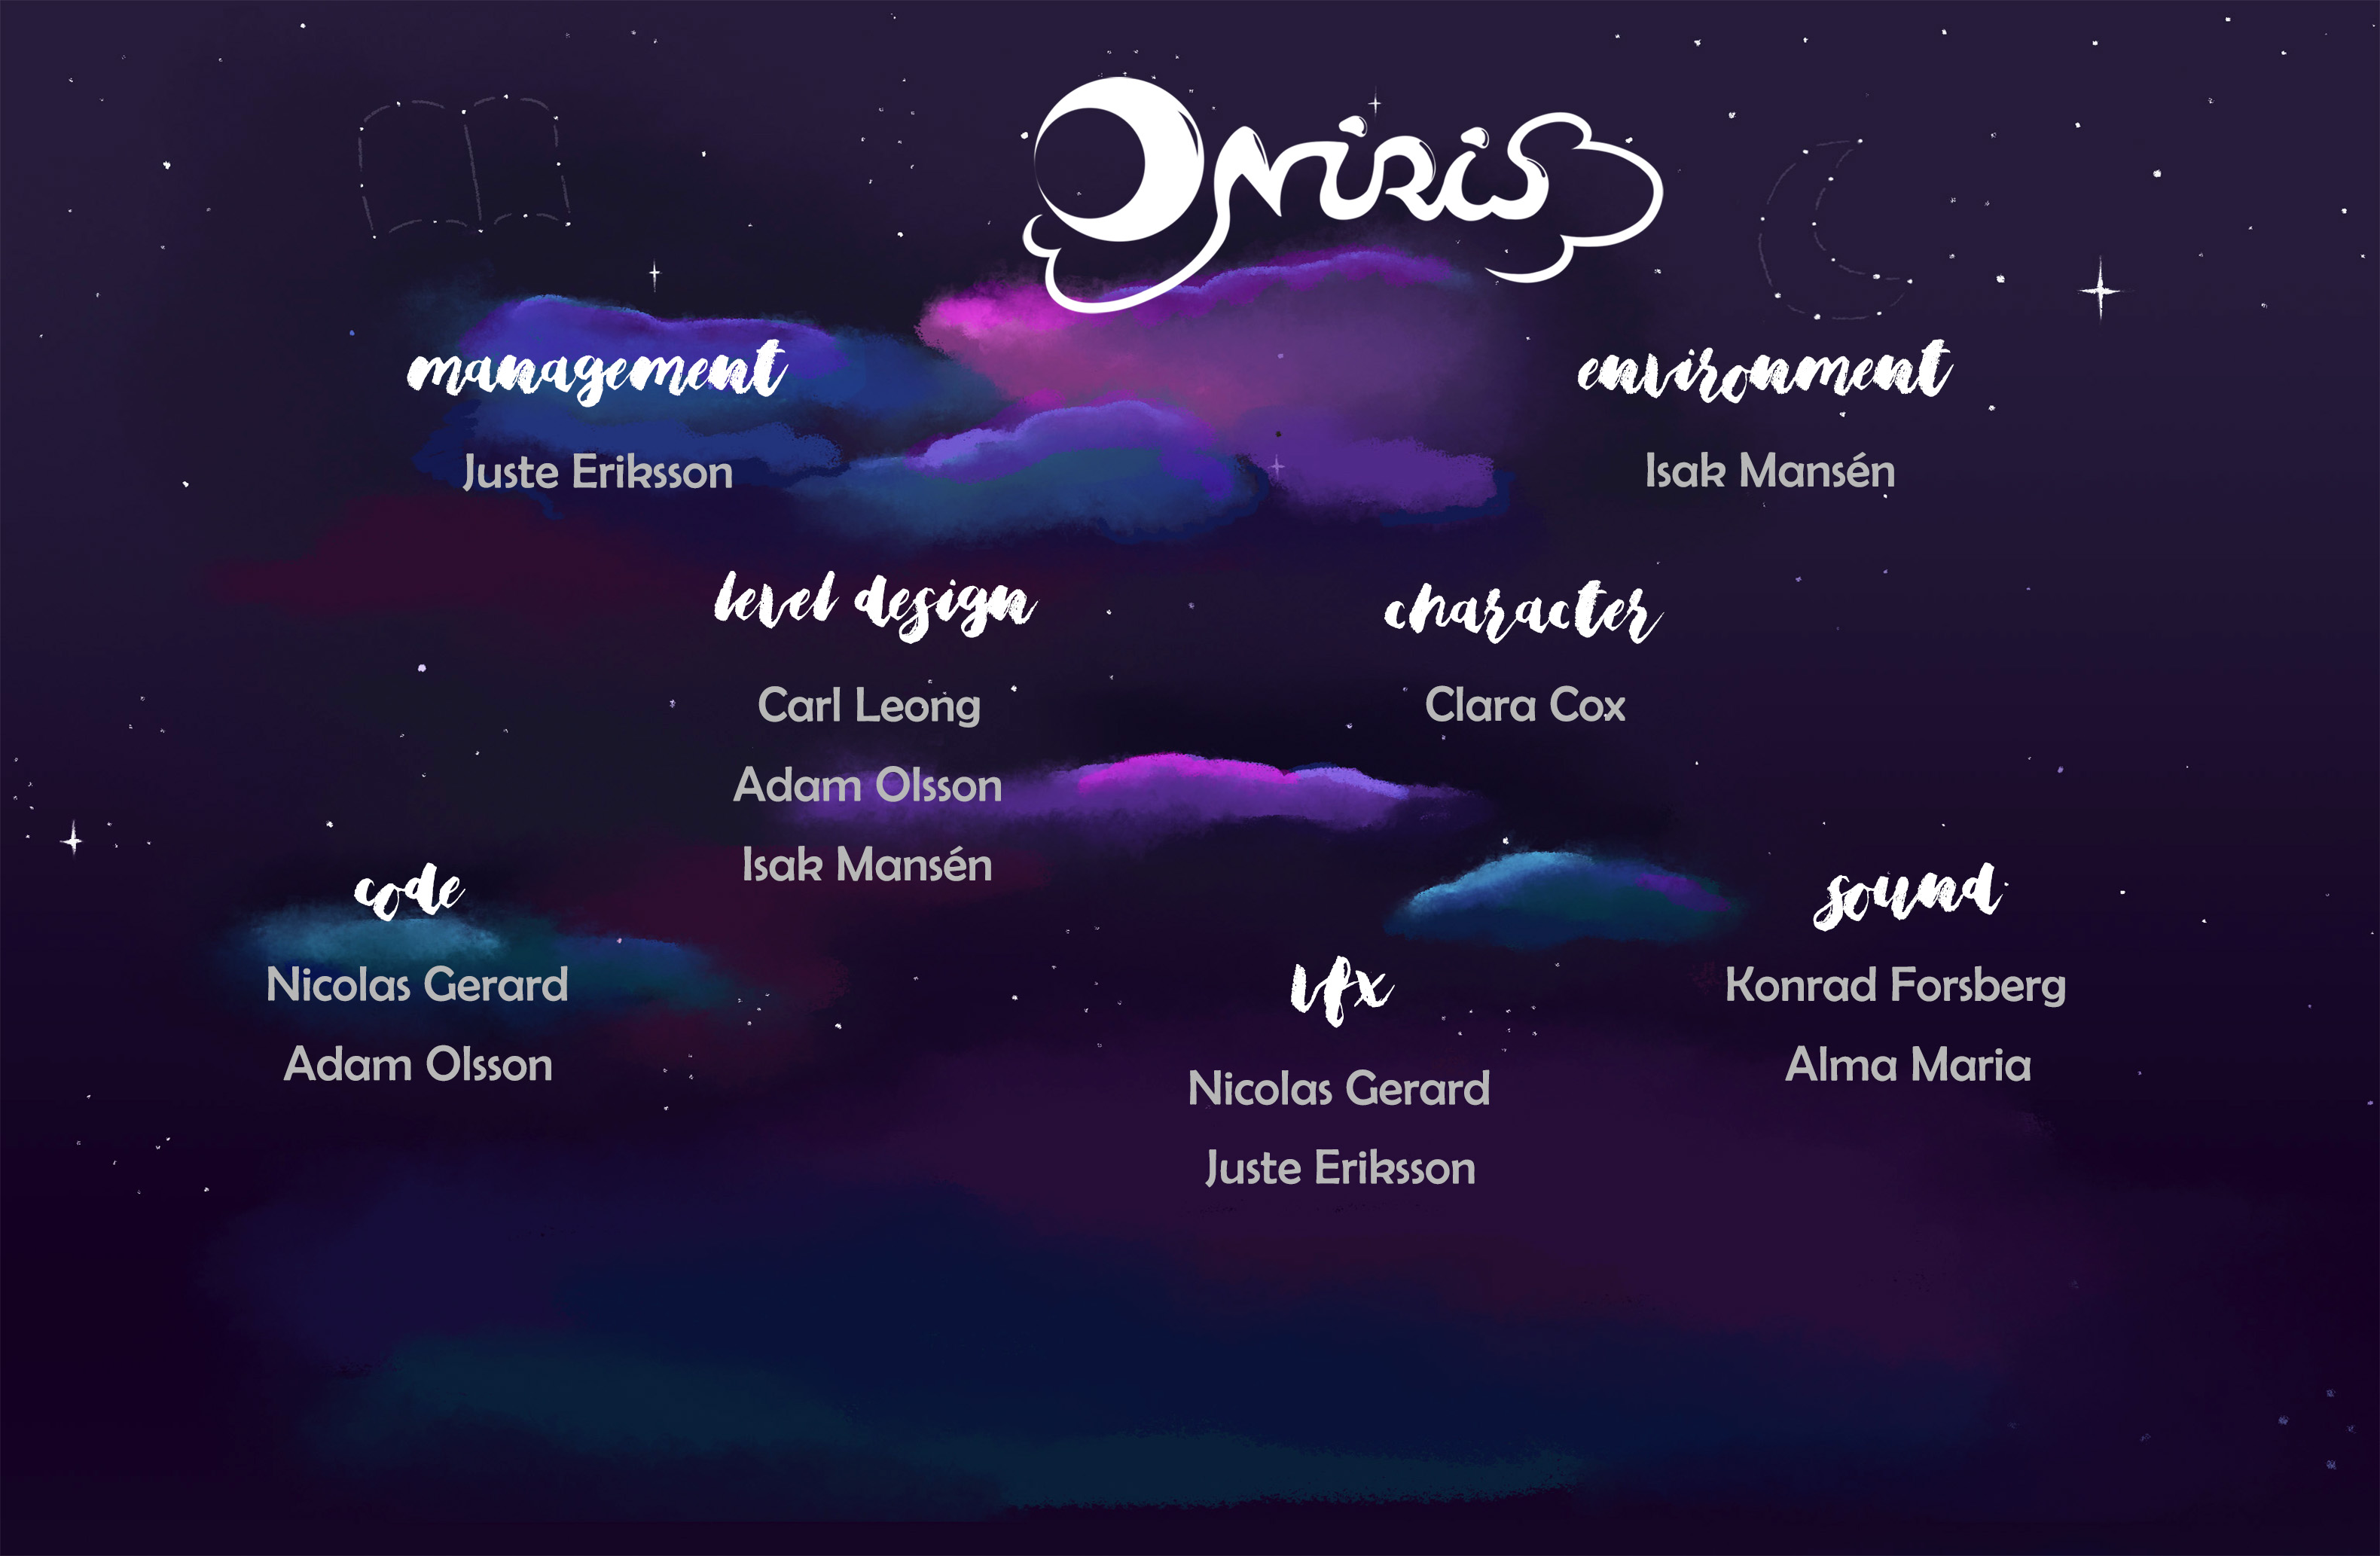 Oniris
management
Juste Eriksson
environment
Isak Mansén
level design
Carl Leong
Adam Olsson
Isak Mansén
character
Clara Cox
code
Nicolas Gerard
Adam Olsson
vfx
Nicolas Gerard
Juste Eriksson
sound
Konrad Forsberg
Alma Maria